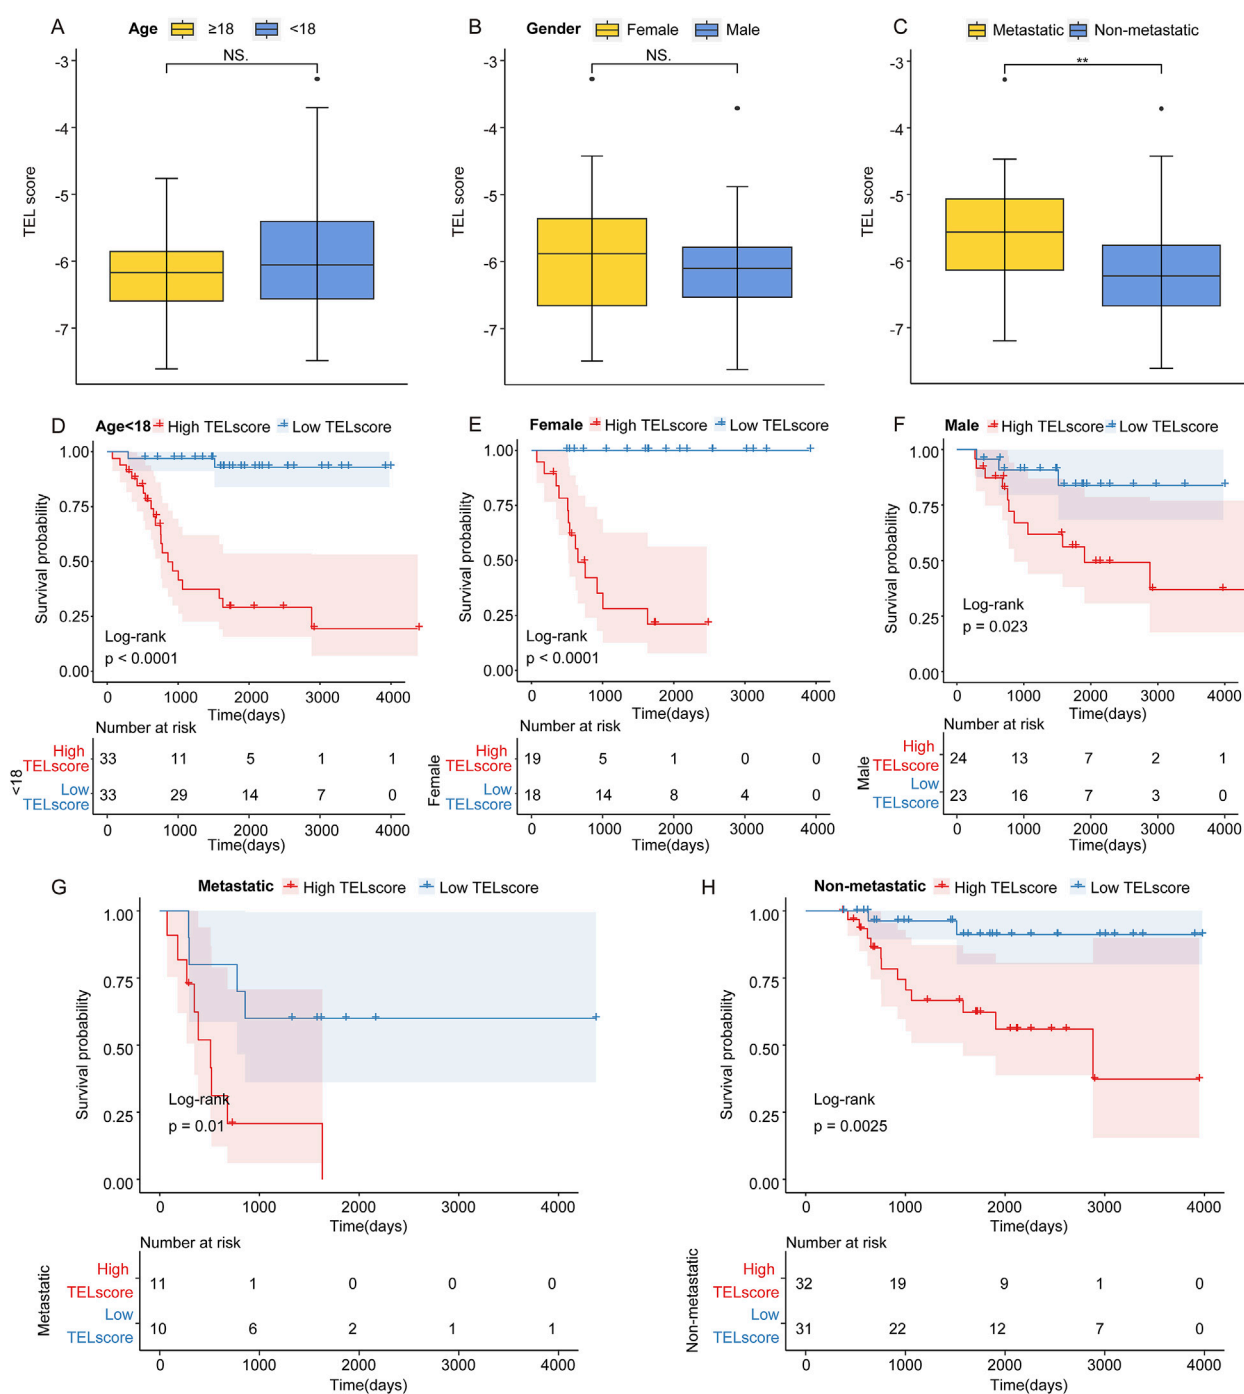 A Age ≥18 <18
NS.
-3
-4
-5
-6
-7
TEL score
B Gender Female Male
NS.
-3
-4
-5
-6
-7
TEL score
C Metastatic Non-metastatic
**
-3
-4
-5
-6
-7
TEL score
D Age<18 High TELscore Low TELscore
1.00
0.75
0.50
0.25
0.00
Survival probability
Log-rank
p < 0.0001
0 1000 2000 3000 4000
Time(days)
Number at risk
<18
High
TELscore
33 11 5 1 1
Low
TELscore
33 29 14 7 0
0 1000 2000 3000 4000
Time(days)
E Female High TELscore Low TELscore
1.00
0.75
0.50
0.25
0.00
Survival probability
Log-rank
p < 0.0001
0 1000 2000 3000 4000
Time(days)
Number at risk
Female
High
TELscore
19 5 1 0 0
Low
TELscore
18 14 8 4 0
0 1000 2000 3000 4000
Time(days)
F Male High TELscore Low TELscore
1.00
0.75
0.50
0.25
0.00
Survival probability
Log-rank
p = 0.023
0 1000 2000 3000 4000
Time(days)
Number at risk
Male
High
TELscore
24 13 7 2 1
Low
TELscore
23 16 7 3 0
0 1000 2000 3000 4000
Time(days)
G Metastatic High TELscore Low TELscore
1.00
0.75
0.50
0.25
0.00
Survival probability
Log-rank
p = 0.01
0 1000 2000 3000 4000
Time(days)
Number at risk
Metastatic
High
TELscore
11 1 0 0 0
Low
TELscore
10 6 2 1 1
0 1000 2000 3000 4000
Time(days)
H Non-metastatic High TELscore Low TELscore
1.00
0.75
0.50
0.25
0.00
Survival probability
Log-rank
p = 0.0025
0 1000 2000 3000 4000
Time(days)
Number at risk
Non-metastatic
High
TELscore
32 19 9 1 0
Low
TELscore
31 22 12 7 0
0 1000 2000 3000 4000
Time(days)